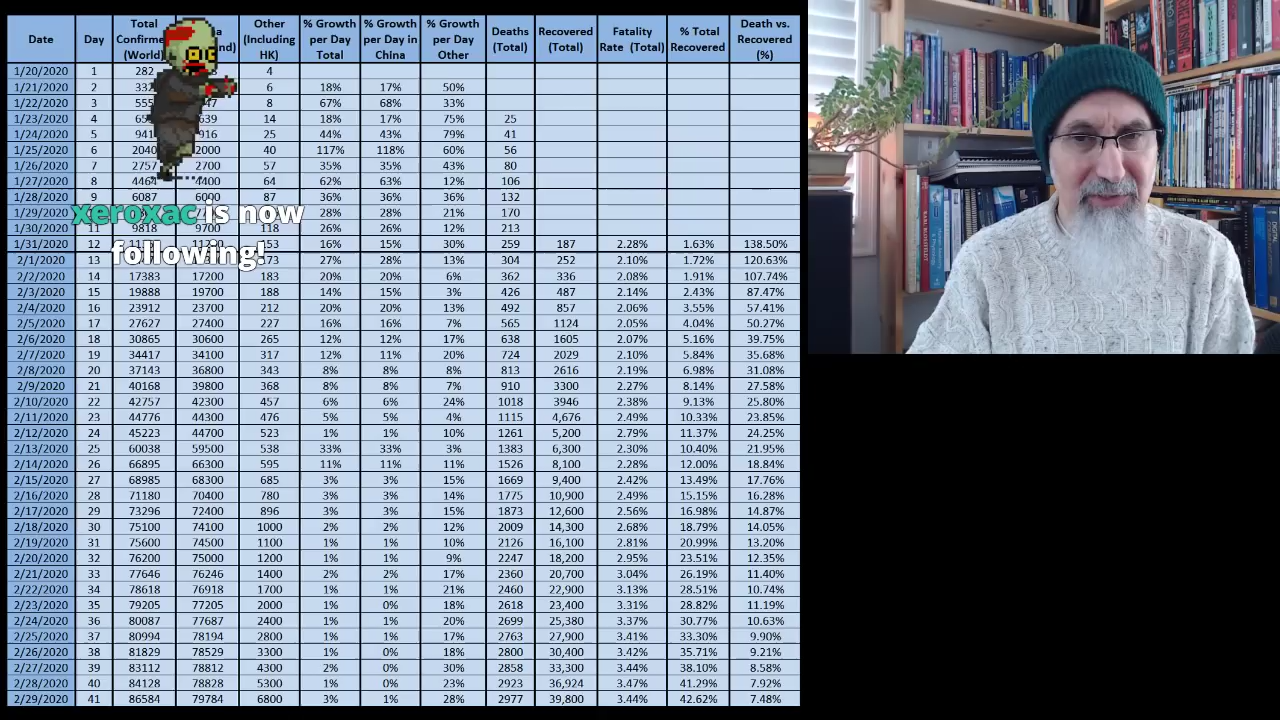 Date Day Total Confirme (World) Other (Including HK) % Growth per Day Total % Growth per Day in China % Growth per Day Other Deaths (Total) Recovered (Total) Fatality Rate (Total) % Total Recovered Death vs. Recovered (%)
1/20/2020 1 282 4
1/21/2020 2 6 18% 17% 50%
1/22/2020 3 555 8 67% 68% 33%
1/23/2020 4 639 14 18% 17% 75% 25
1/24/2020 5 941 916 25 44% 43% 79% 41
1/25/2020 6 2040 2000 40 117% 118% 60% 56
1/26/2020 7 2757 2700 57 35% 35% 43% 80
1/27/2020 8 4464 4400 64 62% 63% 12% 106
1/28/2020 9 6087 6000 87 36% 36% 36% 132
1/29/2020 28% 28% 21% 170
xeroxac is now
1/30/2020 11 9818 9700 118 26% 26% 12% 213
1/31/2020 12 153 16% 15% 30% 259 187 2.28% 1.63% 138.50%
following!
2/1/2020 13 173 27% 28% 13% 304 252 2.10% 1.72% 120.63%
2/2/2020 14 17383 17200 183 20% 20% 6% 362 336 2.08% 1.91% 107.74%
2/3/2020 15 19888 19700 188 14% 15% 3% 426 487 2.14% 2.43% 87.47%
2/4/2020 16 23912 23700 212 20% 20% 13% 492 857 2.06% 3.55% 57.41%
2/5/2020 17 27627 27400 227 16% 16% 7% 565 1124 2.05% 4.04% 50.27%
2/6/2020 18 30865 30600 265 12% 12% 17% 638 1605 2.07% 5.16% 39.75%
2/7/2020 19 34417 34100 317 12% 11% 20% 724 2029 2.10% 5.84% 35.68%
2/8/2020 20 37143 36800 343 8% 8% 8% 813 2616 2.19% 6.98% 31.08%
2/9/2020 21 40168 39800 368 8% 8% 7% 910 3300 2.27% 8.14% 27.58%
2/10/2020 22 42757 42300 457 6% 6% 24% 1018 3946 2.38% 9.13% 25.80%
2/11/2020 23 44776 44300 476 5% 5% 4% 1115 4,676 2.49% 10.33% 23.85%
2/12/2020 24 45223 44700 523 1% 1% 10% 1261 5,200 2.79% 11.37% 24.25%
2/13/2020 25 60038 59500 538 33% 33% 3% 1383 6,300 2.30% 10.40% 21.95%
2/14/2020 26 66895 66300 595 11% 11% 11% 1526 8,100 2.28% 12.00% 18.84%
2/15/2020 27 68985 68300 685 3% 3% 15% 1669 9,400 2.42% 13.49% 17.76%
2/16/2020 28 71180 70400 780 3% 3% 14% 1775 10,900 2.49% 15.15% 16.28%
2/17/2020 29 73296 72400 896 3% 3% 15% 1873 12,600 2.56% 16.98% 14.87%
2/18/2020 30 75100 74100 1000 2% 2% 12% 2009 14,300 2.68% 18.79% 14.05%
2/19/2020 31 75600 74500 1100 1% 1% 10% 2126 16,100 2.81% 20.99% 13.20%
2/20/2020 32 76200 75000 1200 1% 1% 9% 2247 18,200 2.95% 23.51% 12.35%
2/21/2020 33 77646 76246 1400 2% 2% 17% 2360 20,700 3.04% 26.19% 11.40%
2/22/2020 34 78618 76918 1700 1% 1% 21% 2460 22,900 3.13% 28.51% 10.74%
2/23/2020 35 79205 77205 2000 1% 0% 18% 2618 23,400 3.31% 28.82% 11.19%
2/24/2020 36 80087 77687 2400 1% 1% 20% 2699 25,380 3.37% 30.77% 10.63%
2/25/2020 37 80994 78194 2800 1% 1% 17% 2763 27,900 3.41% 33.30% 9.90%
2/26/2020 38 81829 78529 3300 1% 0% 18% 2800 30,400 3.42% 35.71% 9.21%
2/27/2020 39 83112 78812 4300 2% 0% 30% 2858 33,300 3.44% 38.10% 8.58%
2/28/2020 40 84128 78828 5300 1% 0% 23% 2923 36,924 3.47% 41.29% 7.92%
2/29/2020 41 86584 79784 6800 3% 1% 28% 2977 39,800 3.44% 42.62% 7.48%